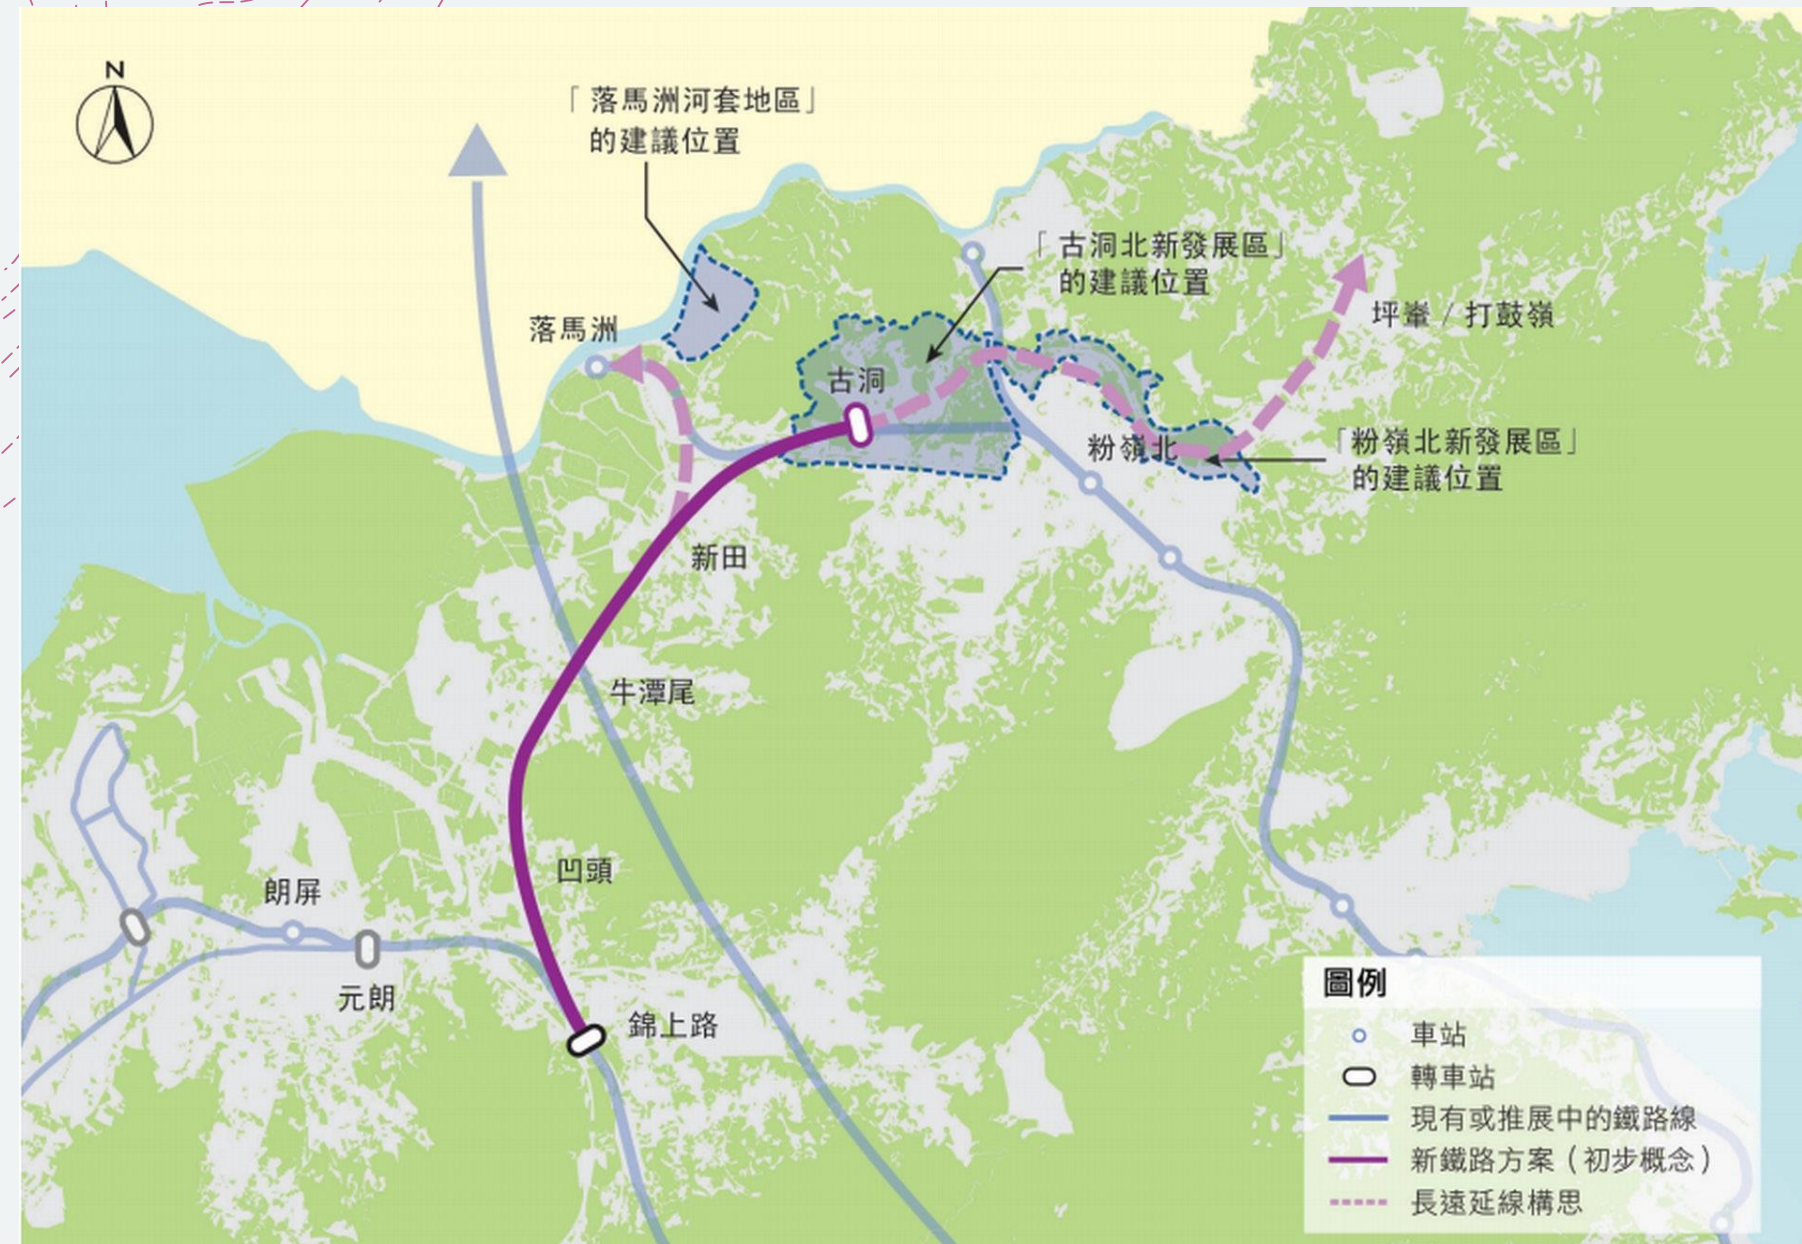 N
「落馬洲河套地區」
的建議位置
「古洞北新發展區」
的建議位置
落馬洲
坪輋 / 打鼓嶺
古洞
粉嶺北
「粉嶺北新發展區」
的建議位置
新田
牛潭尾
凹頭
朗屏
元朗
錦上路
圖例
車站
轉車站
現有或推展中的鐵路線
新鐵路方案（初步概念）
長遠延線構思